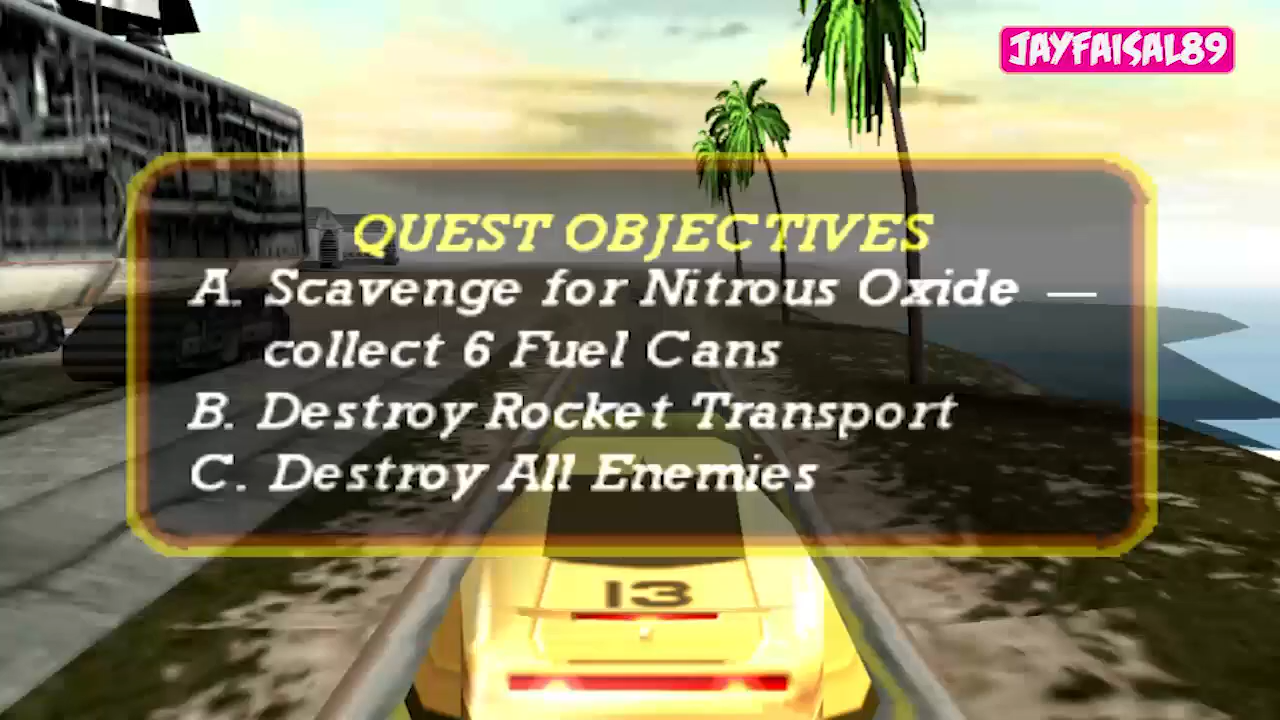 JAYFAISAL89
QUEST OBJECTIVES
A. Scavenge for Nitrous Oxide —
collect 6 Fuel Cans
B. Destroy Rocket Transport
C. Destroy All Enemies
13